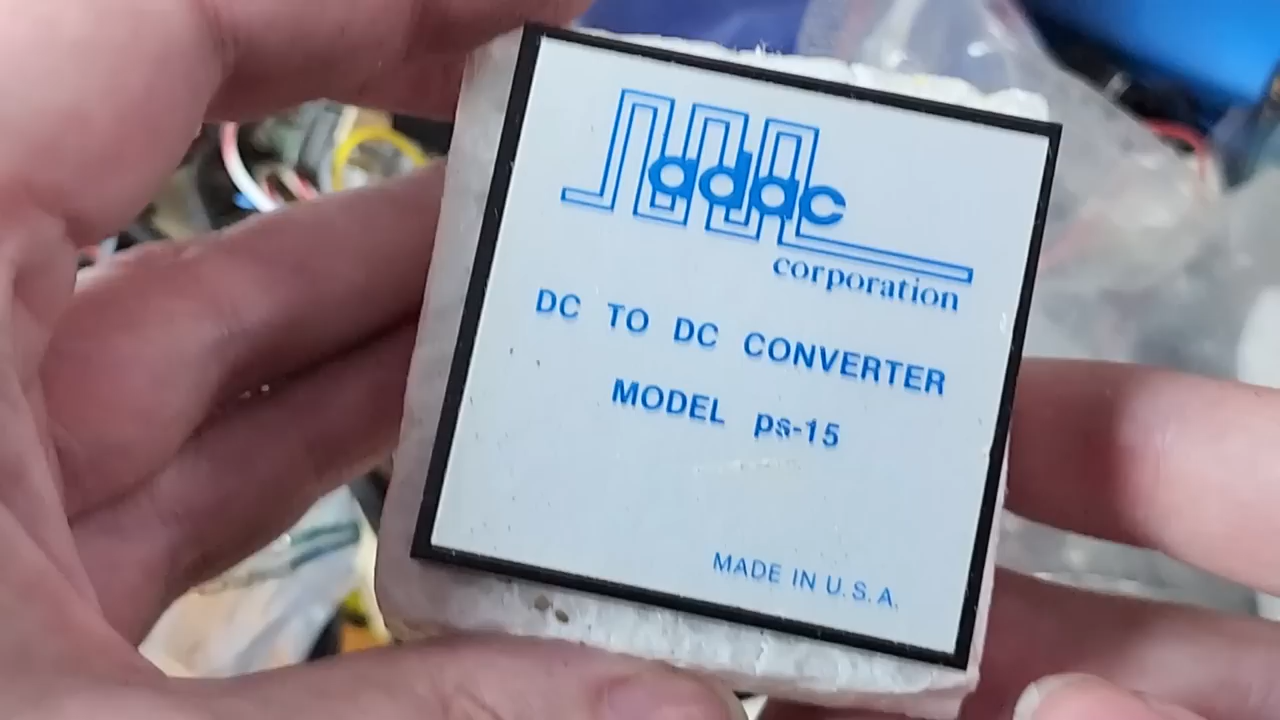 adac
corporation
DC TO DC CONVERTER
MODEL ps-15
MADE IN U.S.A.